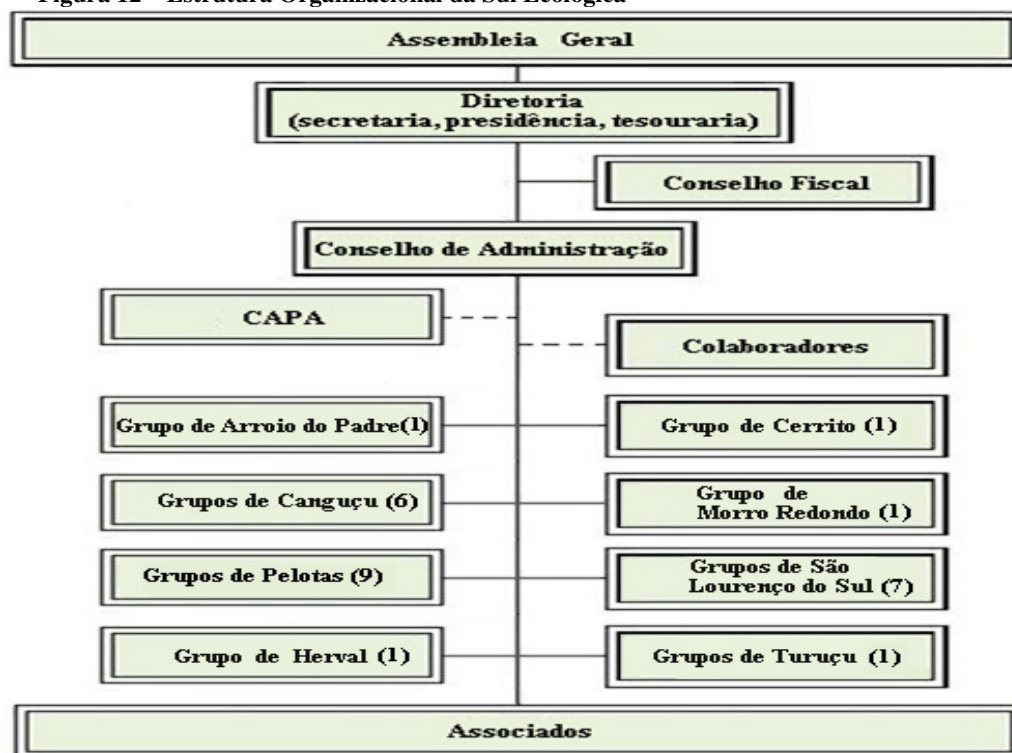 Figura 12 – Estrutura Organizacional da Sul Ecológica
Assembleia Geral
Diretoria
(secretaria, presidência, tesouraria)
Conselho Fiscal
Conselho de Administração
CAPA
Colaboradores
Grupo de Arroio do Padre(1)
Grupo de Cerrito (1)
Grupos de Canguçu (6)
Grupo de
Morro Redondo (1)
Grupos de Pelotas (9)
Grupos de São
Lourenço do Sul (7)
Grupo de Herval (1)
Grupos de Turuçu (1)
Associados